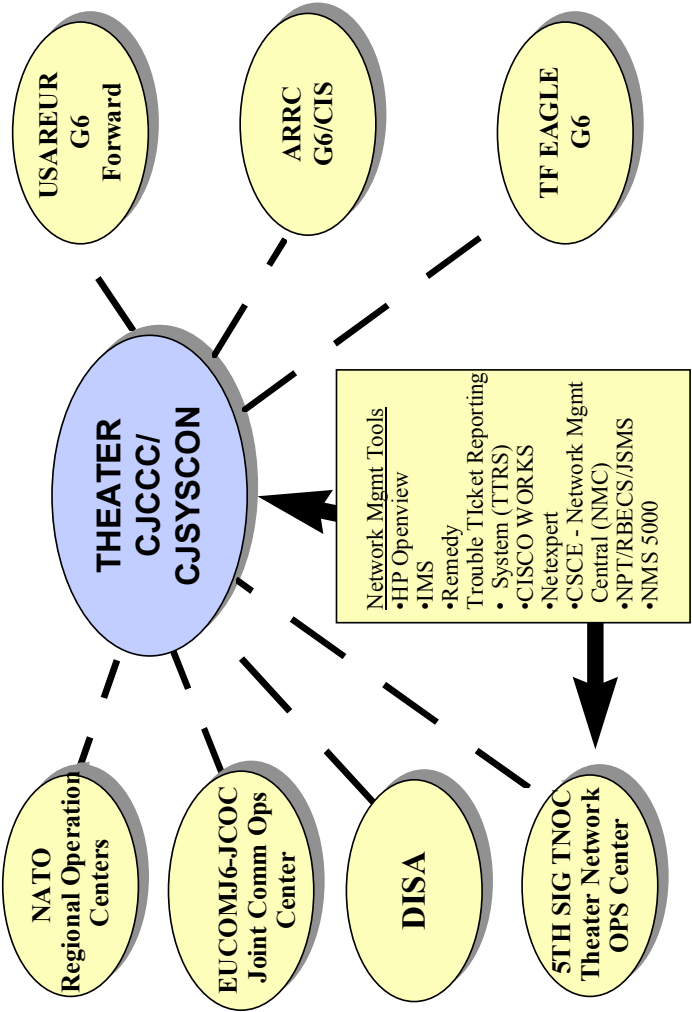 NATO
Regional Operation
Centers
EUCOMJ6-JCOC
Joint Comm Ops
Center
DISA
5TH SIG TNOC
Theater Network
OPS Center
THEATER
CJCCC/
CJSYSCON
Network Mgmt Tools
•HP Openview
•IMS
•Remedy
Trouble TIcket Reporting
• System (TTRS)
•CISCO WORKS
•Netexpert
•CSCE - Network Mgmt
Central (NMC)
•NPT/RBECS/JSMS
•NMS 5000
USAREUR
G6
Forward
ARRC
G6/CIS
TF EAGLE
G6